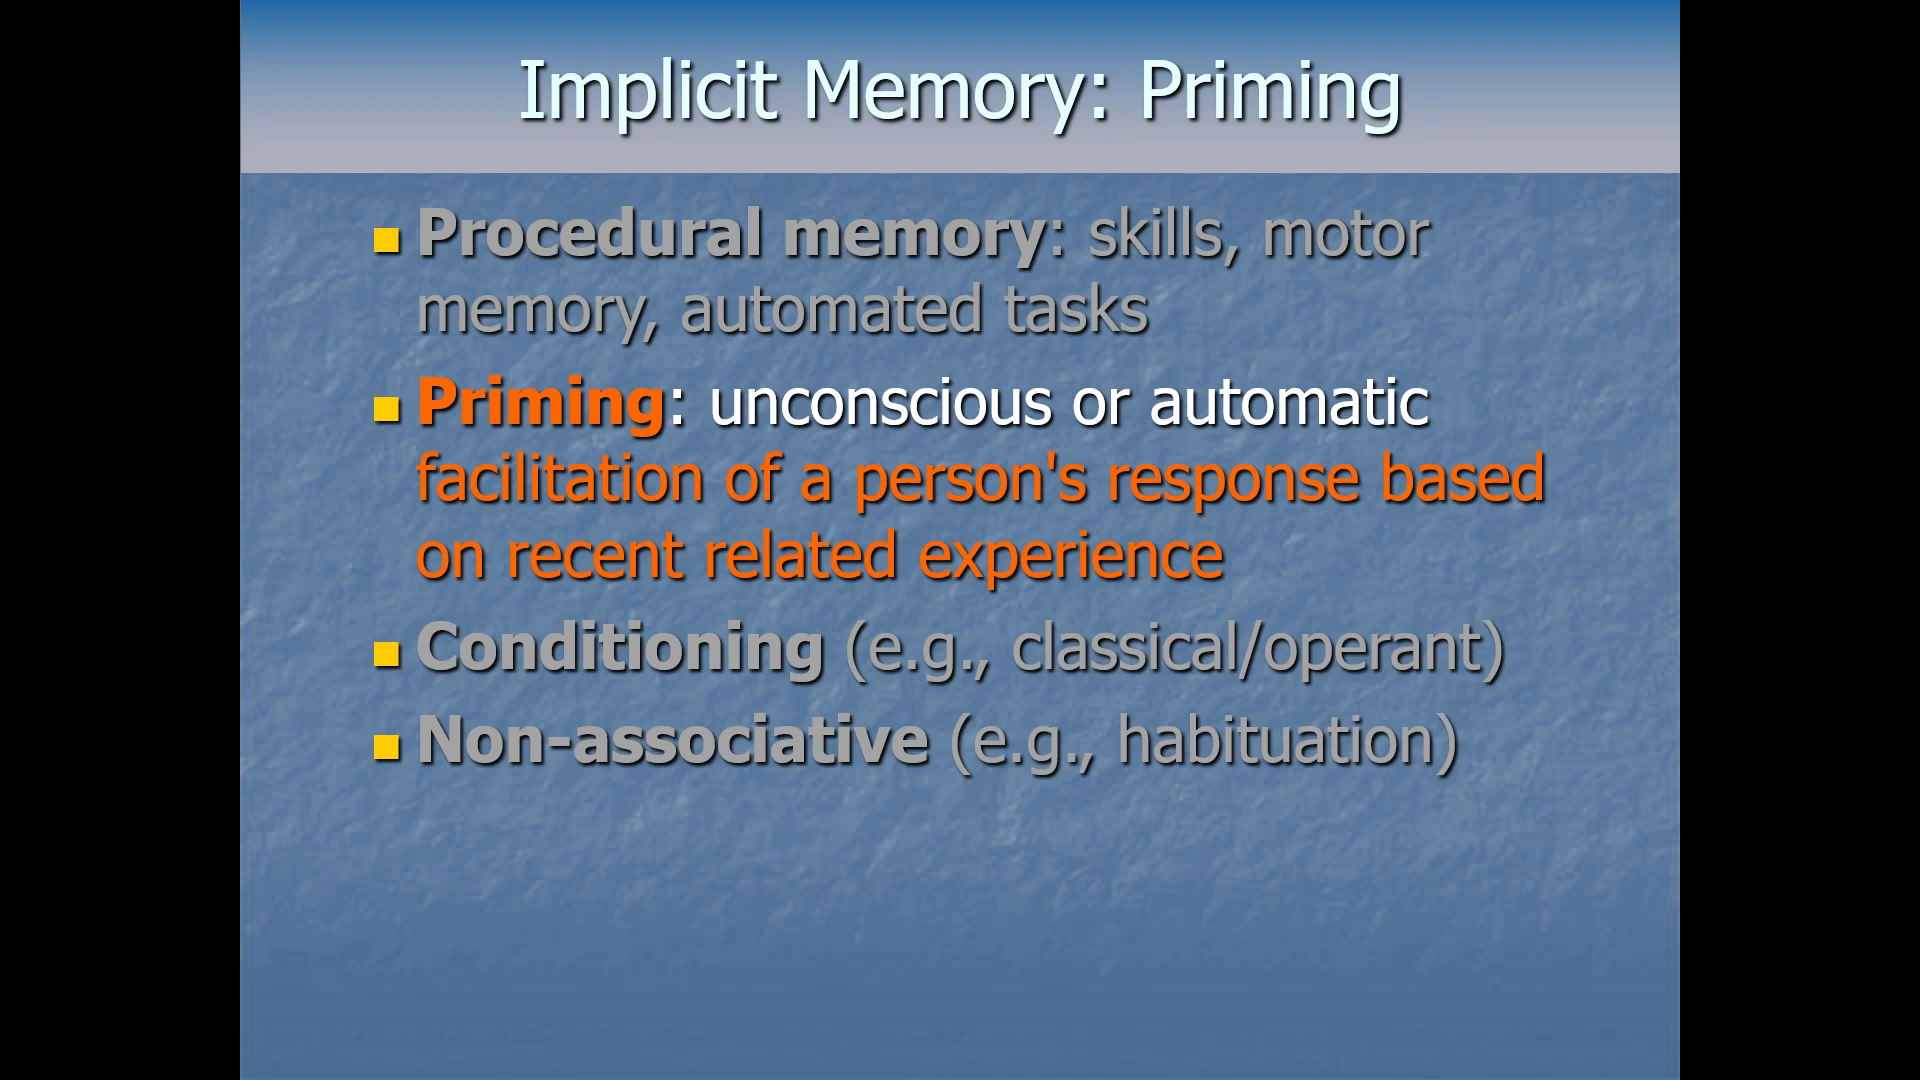 Implicit Memory: Priming
Procedural memory: skills, motor
memory, automated tasks
Priming: unconscious or automatic
facilitation of a person's response based
on recent related experience
Conditioning (e.g., classical/operant)
Non-associative (e.g., habituation)